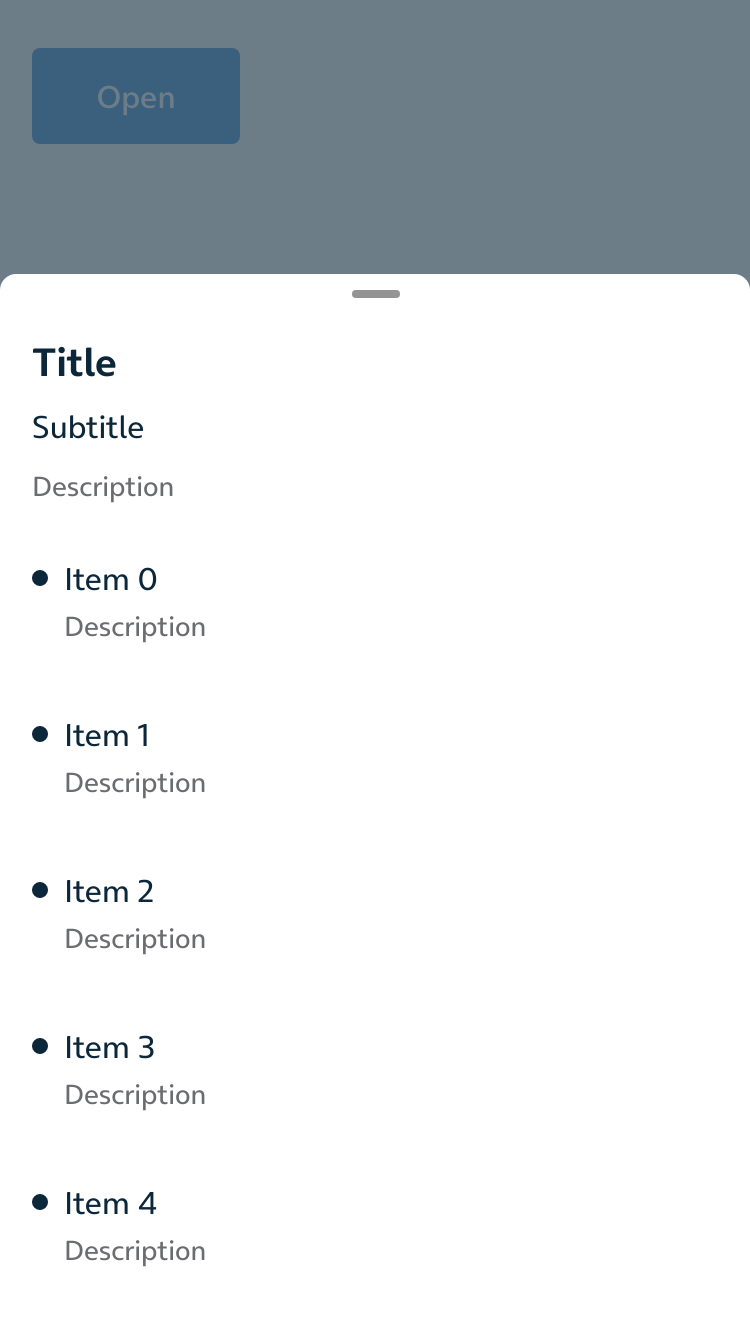 Open
Title
Subtitle
Description
Item 0
Description
Item 1
Description
Item 2
Description
Item 3
Description
Item 4
Description